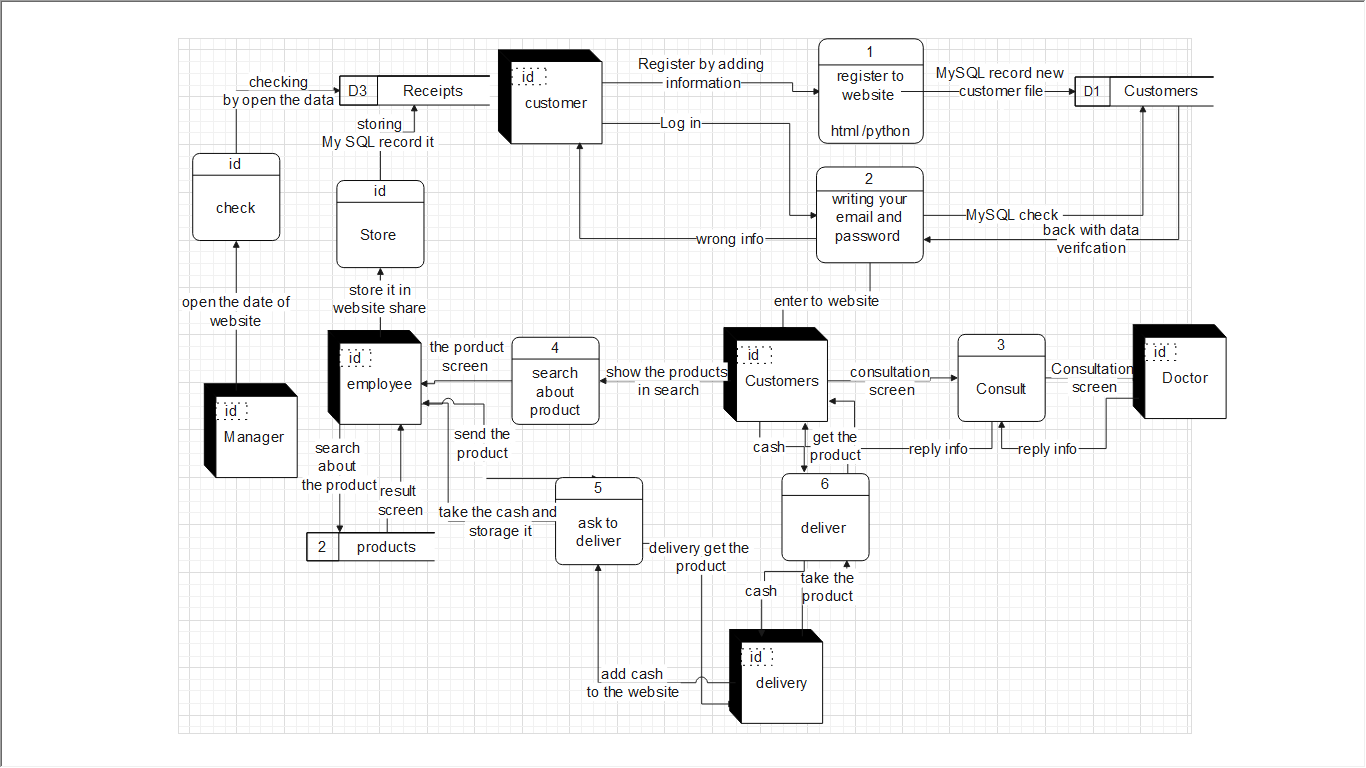 checking
by open the data
D3
Receipts
storing
My SQL record it
id
customer
Register by adding
information
Log in
1
register to
website
html /python
MySQL record new
customer file
D1
Customers
id
check
id
Store
2
writing your
email and
password
MySQL check
back with data
verifcation
wrong info
open the date of
website
store it in
website share
enter to website
id
employee
the porduct
screen
4
search
about
product
show the products
in search
id
Customers
consultation
screen
3
Consult
Consultation
screen
id
Doctor
id
Manager
search
about
the product
result
screen
send the
product
cash
get the
product
reply info
reply info
2
products
take the cash and
storage it
5
ask to
deliver
6
deliver
delivery get the
product
cash
take the
product
add cash
to the website
id
delivery